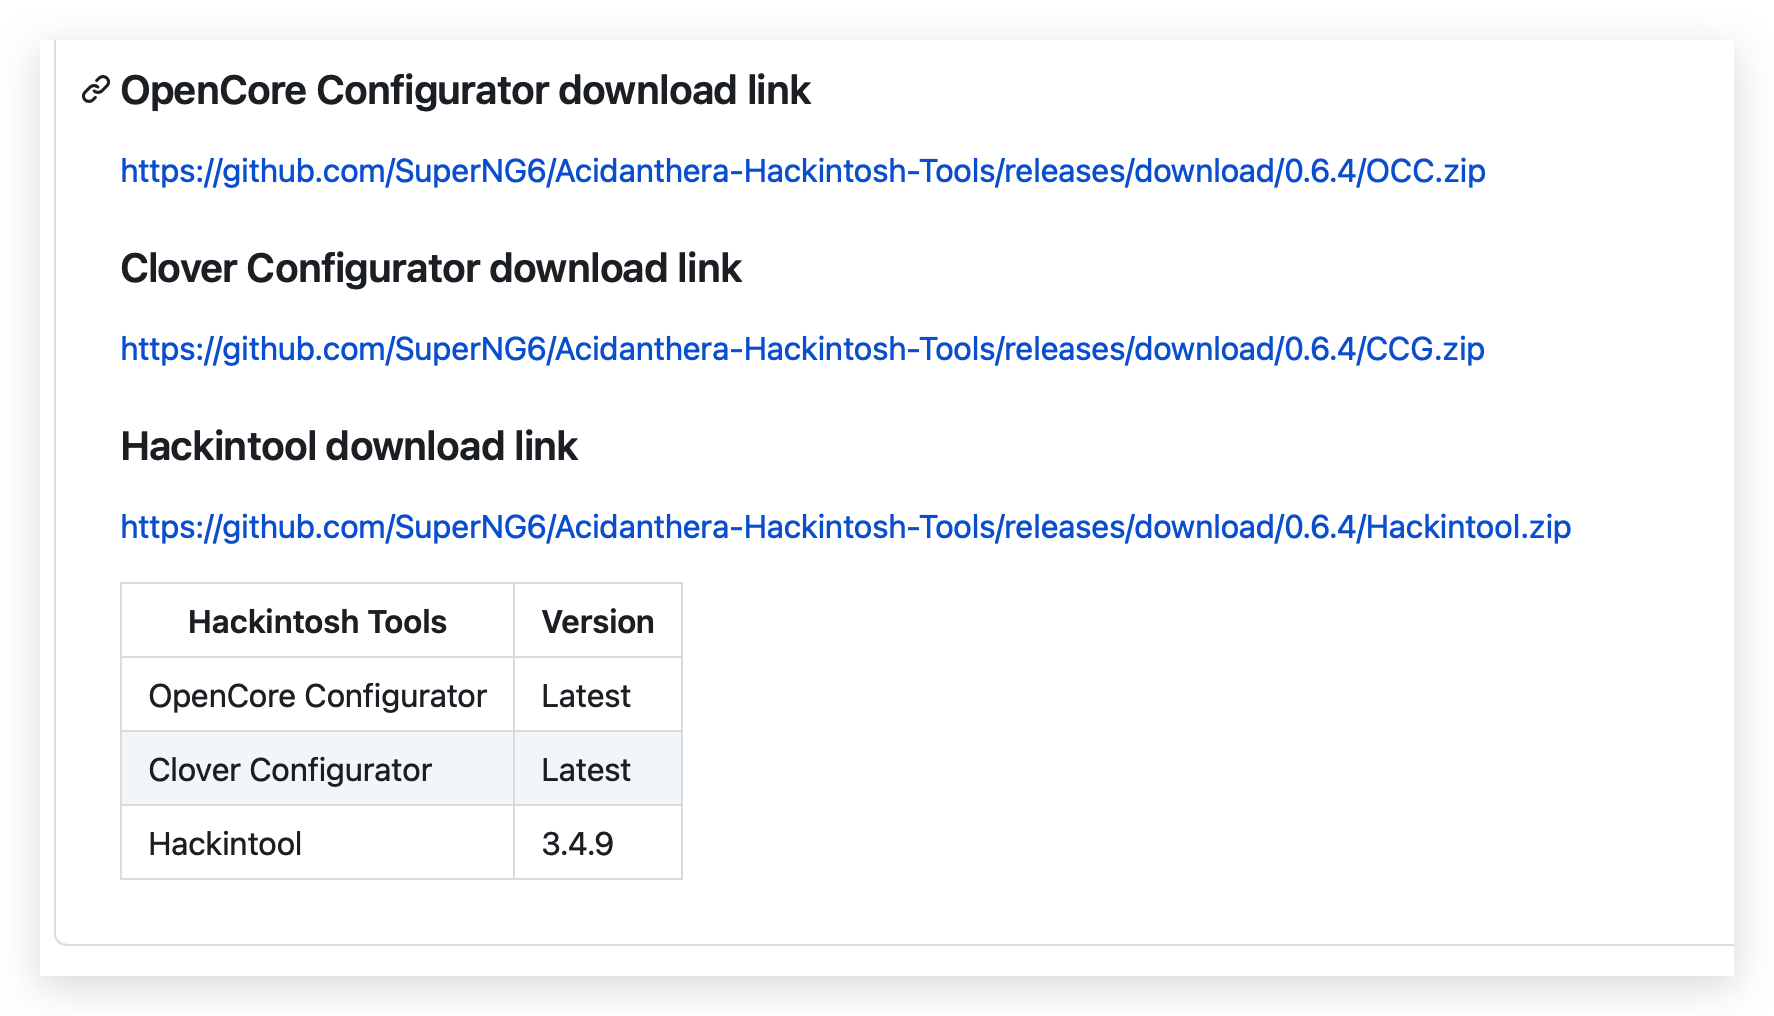 OpenCore Configurator download link
https://github.com/SuperNG6/Acidanthera-Hackintosh-Tools/releases/download/0.6.4/OCC.zip
Clover Configurator download link
https://github.com/SuperNG6/Acidanthera-Hackintosh-Tools/releases/download/0.6.4/CCG.zip
Hackintool download link
https://github.com/SuperNG6/Acidanthera-Hackintosh-Tools/releases/download/0.6.4/Hackintool.zip
Hackintosh Tools Version
OpenCore Configurator Latest
Clover Configurator Latest
Hackintool 3.4.9